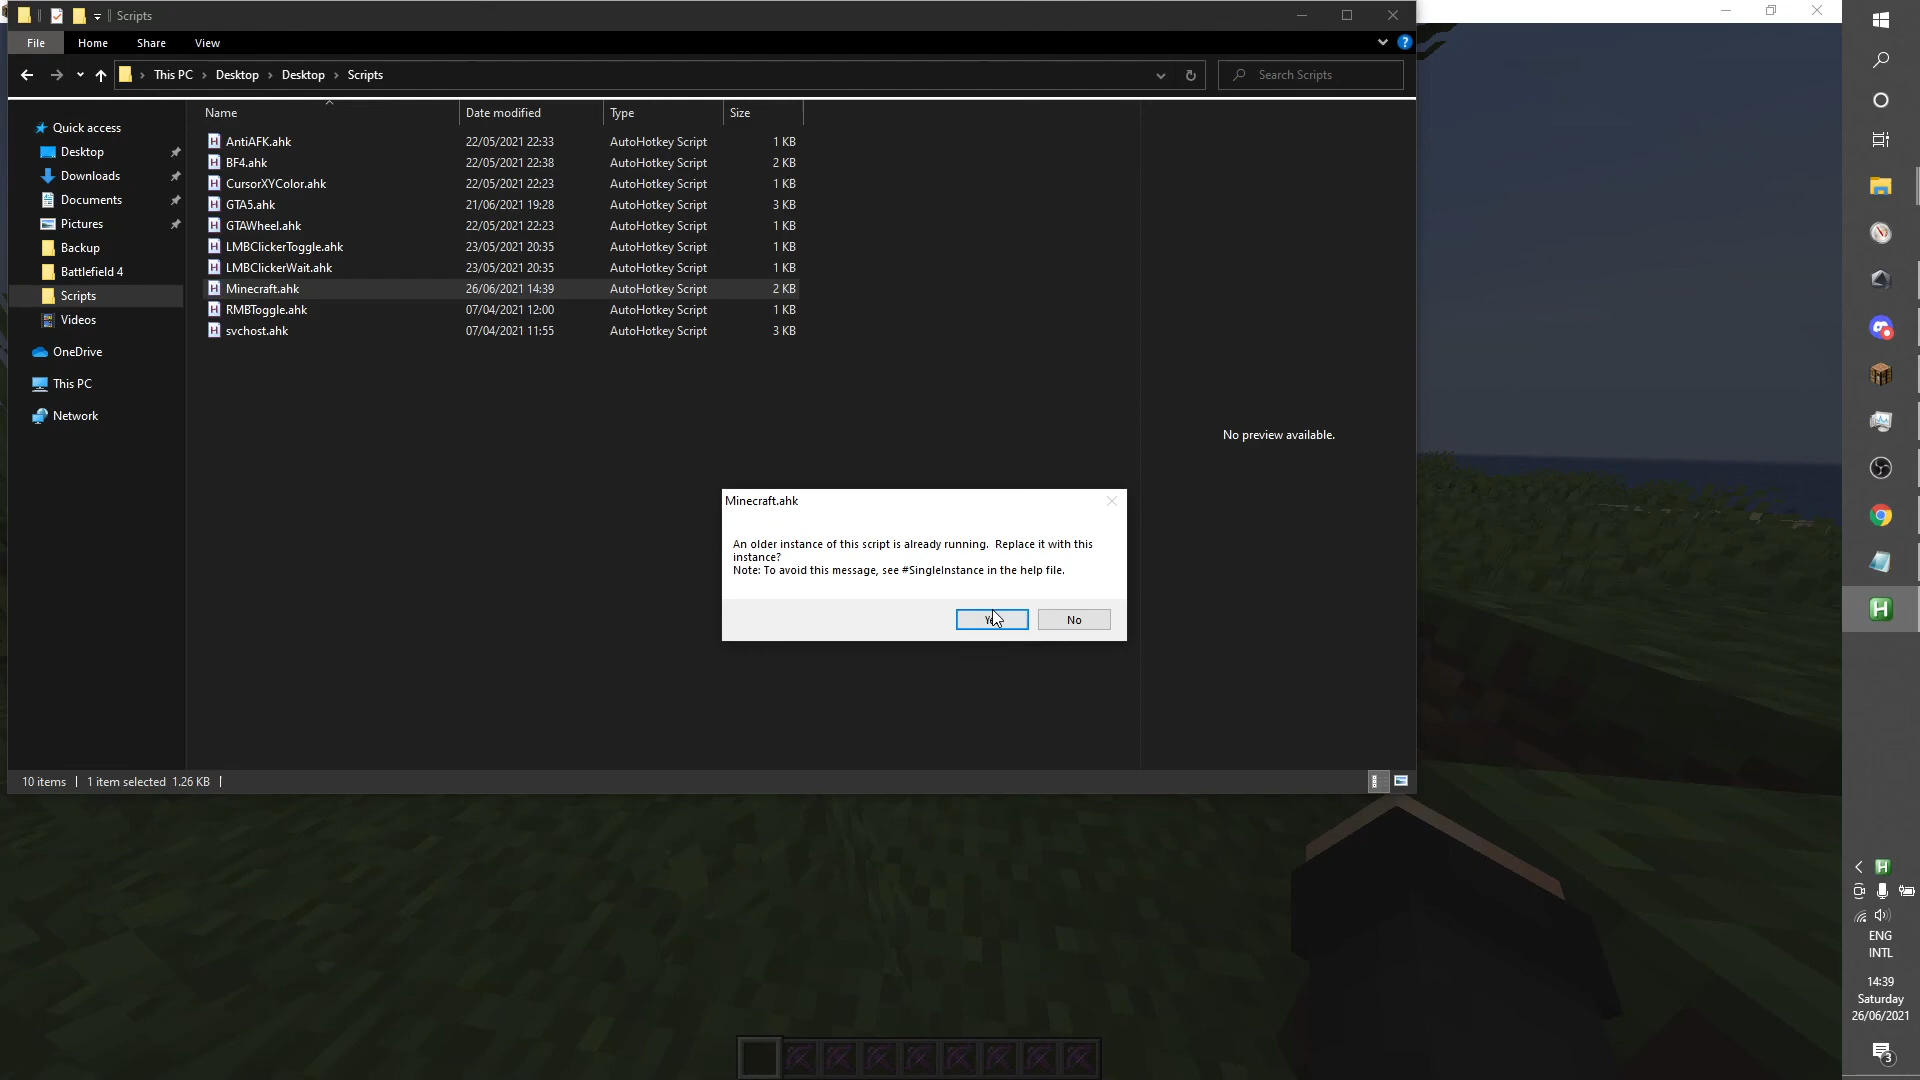 Scripts
File Home Share View
This PC Desktop Desktop Scripts
Search Scripts
Name Date modified Type Size
Quick access
Desktop
Downloads
Documents
Pictures
Backup
Battlefield 4
Scripts
Videos
OneDrive
This PC
Network
AntiAFK.ahk 22/05/2021 22:33 AutoHotkey Script 1 KB
BF4.ahk 22/05/2021 22:38 AutoHotkey Script 2 KB
CursorXYColor.ahk 22/05/2021 22:23 AutoHotkey Script 1 KB
GTA5.ahk 21/06/2021 19:28 AutoHotkey Script 3 KB
GTAWheel.ahk 22/05/2021 22:23 AutoHotkey Script 1 KB
LMBClickerToggle.ahk 23/05/2021 20:35 AutoHotkey Script 1 KB
LMBClickerWait.ahk 23/05/2021 20:35 AutoHotkey Script 1 KB
Minecraft.ahk 26/06/2021 14:39 AutoHotkey Script 2 KB
RMBToggle.ahk 07/04/2021 12:00 AutoHotkey Script 1 KB
svchost.ahk 07/04/2021 11:55 AutoHotkey Script 3 KB
No preview available.
Minecraft.ahk
An older instance of this script is already running. Replace it with this
instance?
Note: To avoid this message, see #SingleInstance in the help file.
No
10 items 1 item selected 1.26 KB
ENG
INTL
14:39
Saturday
26/06/2021
3